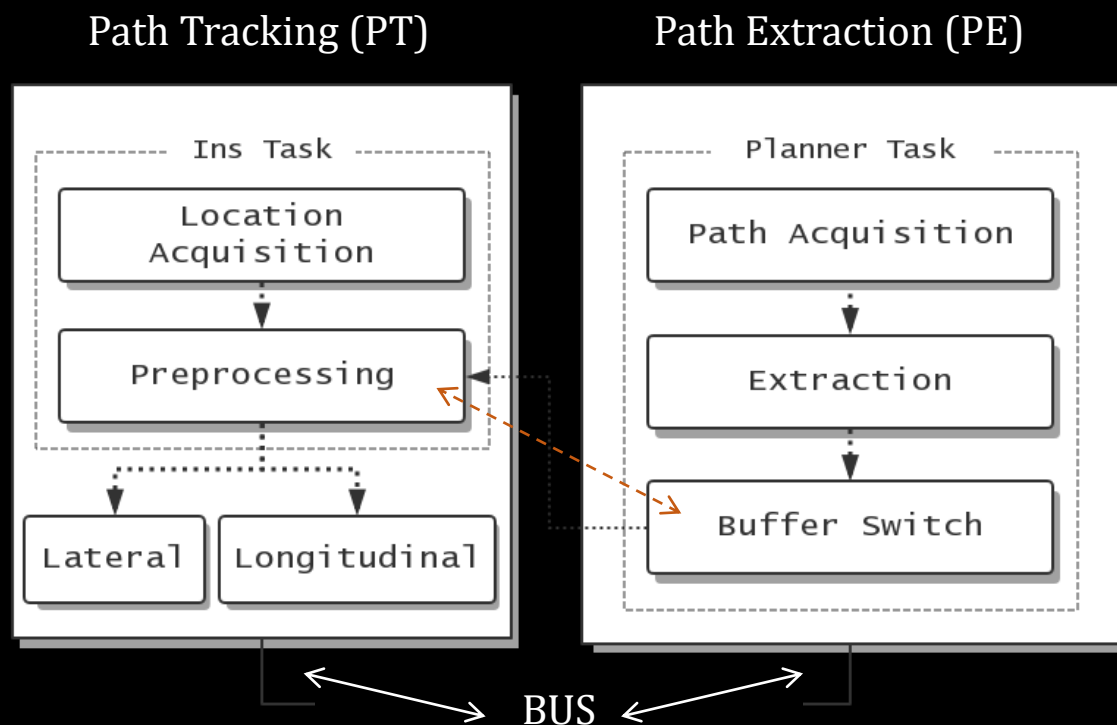 Path Tracking (PT)
Path Extraction (PE)
Ins Task
Location
Acquisition
Preprocessing
Lateral
Longitudinal
Planner Task
Path Acquisition
Extraction
Buffer Switch
BUS